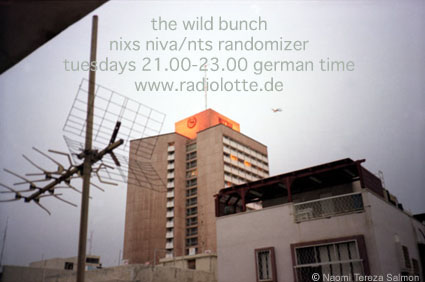 the wild bunch
nixs niva/nts randomizer
tuesdays 21.00-23.00 german time
www.radiolotte.de
© Naomi Tereza Salmon